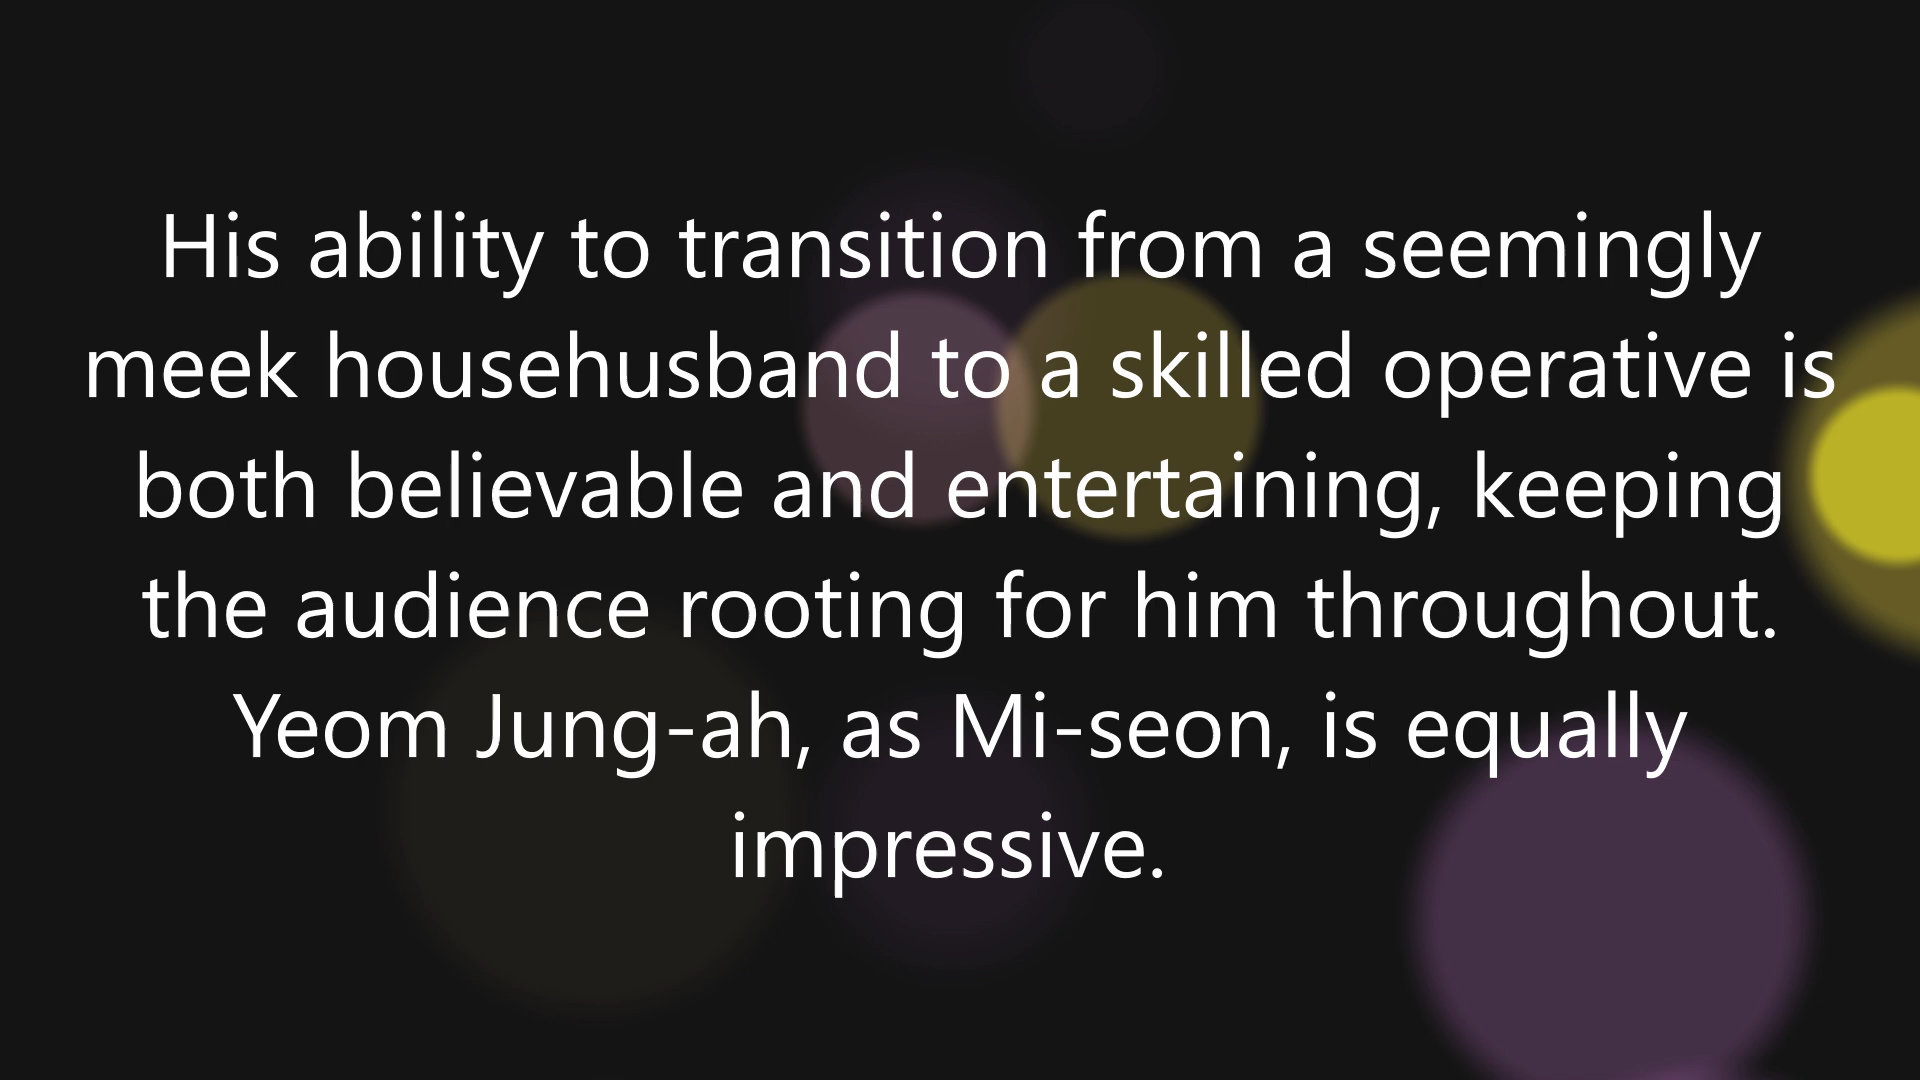 His ability to transition from a seemingly
meek househusband to a skilled operative is
both believable and entertaining, keeping
the audience rooting for him throughout.
Yeom Jung-ah, as Mi-seon, is equally
impressive.